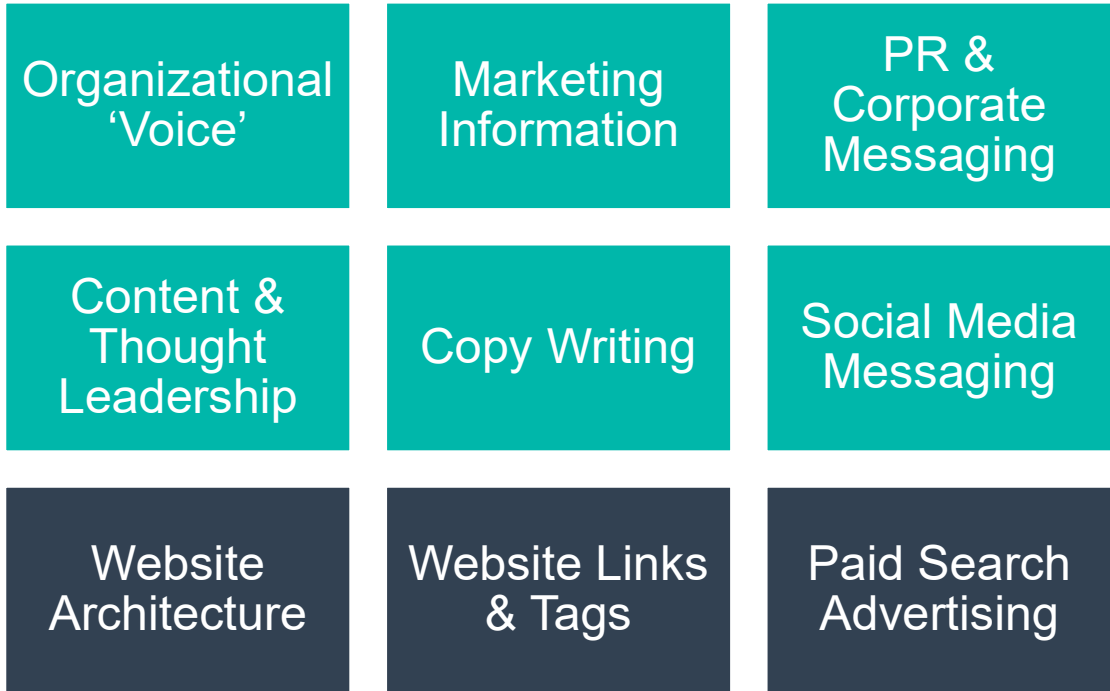 Organizational
‘Voice’
Marketing
Information
PR &
Corporate
Messaging
Content &
Thought
Leadership
Copy Writing
Social Media
Messaging
Website
Architecture
Website Links
& Tags
Paid Search
Advertising